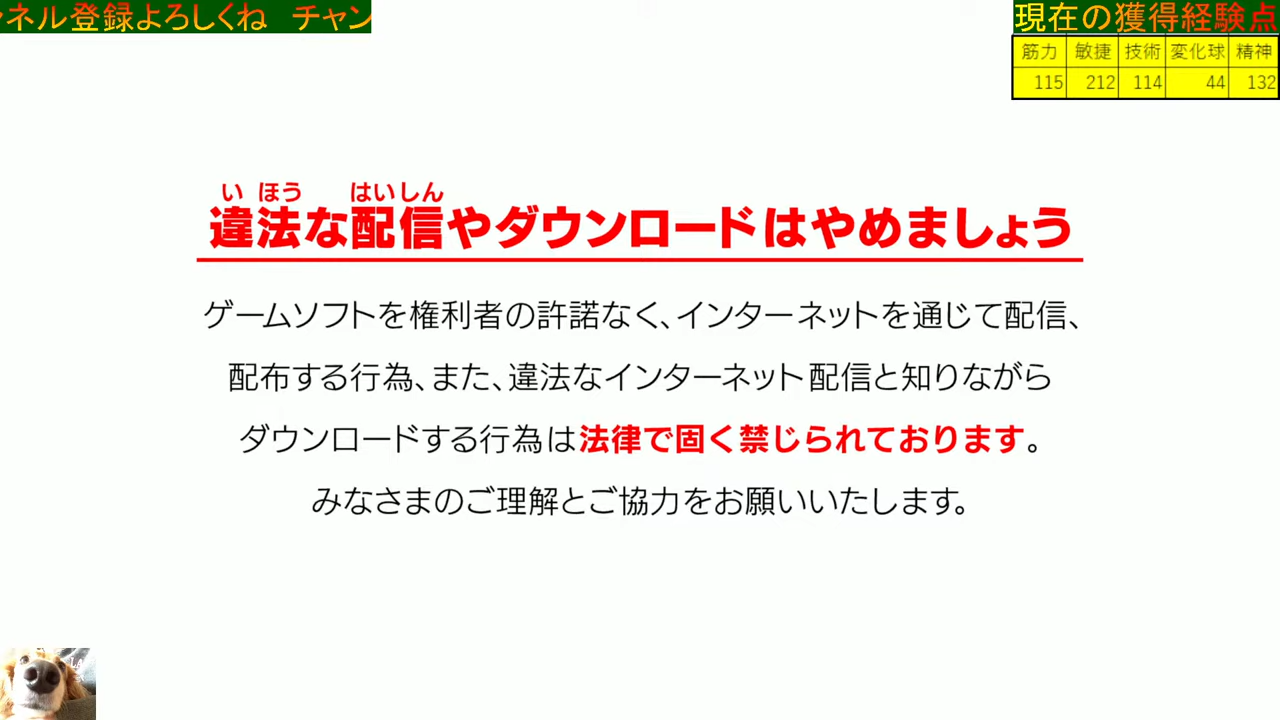 ンネル登録よろしくね　チャン
現在の獲得経験点
筋力 敏捷 技術 変化球 精神
115 212 114 44 132
い ほう はいしん
違法な配信やダウンロードはやめましょう
ゲームソフトを権利者の許諾なく、インターネットを通じて配信、
配布する行為、また、違法なインターネット配信と知りながら
ダウンロードする行為は法律で固く禁じられております。
みなさまのご理解とご協力をお願いいたします。